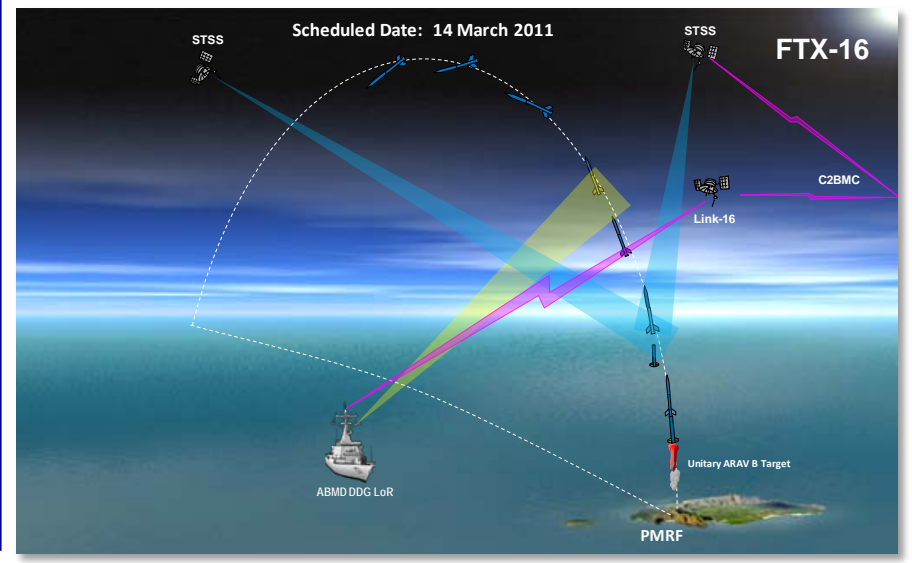 Scheduled Date: 14 March 2011
FTX-16
STSS
STSS
C2BMC
Link-16
Unitary ARAV B Target
ABMD DDG LoR
PMRF